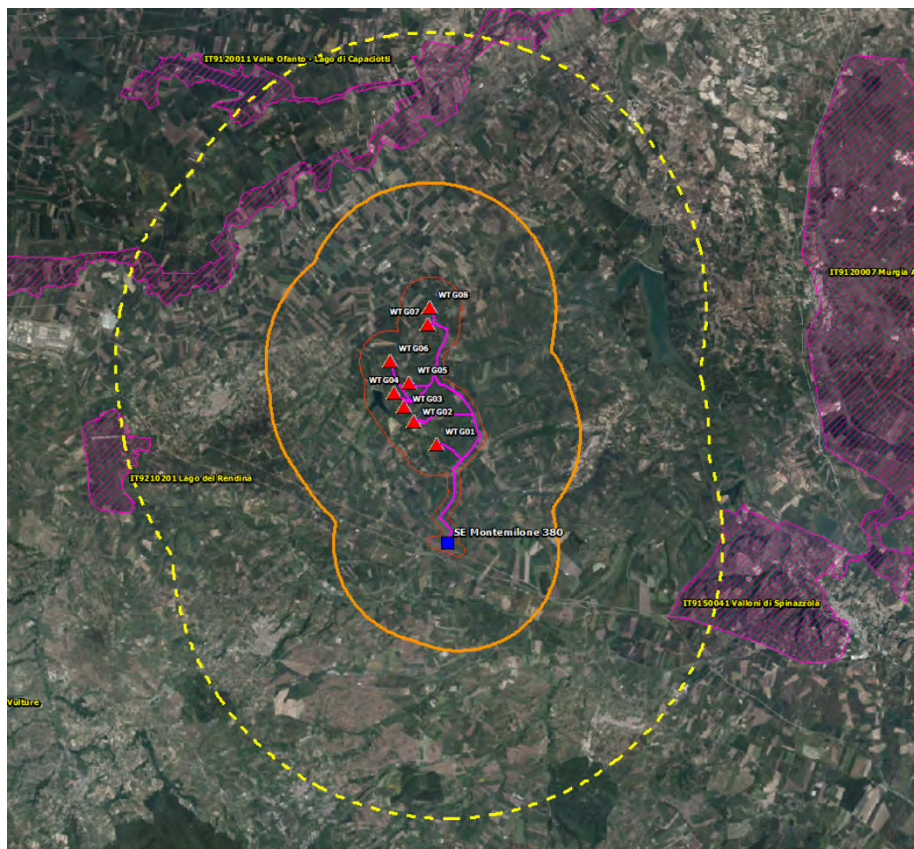 IT9120011 Valle Ofanto - Lago di Capaciotti
IT9120007 Murgia A
WTG08
WTG07
WTG06
WTG05
WTG04
WTG03
WTG02
WTG01
IT9210201 Lago del Rendina
SE Montemilone 380
IT9150041 Valloni di Spinazzola
Vulture